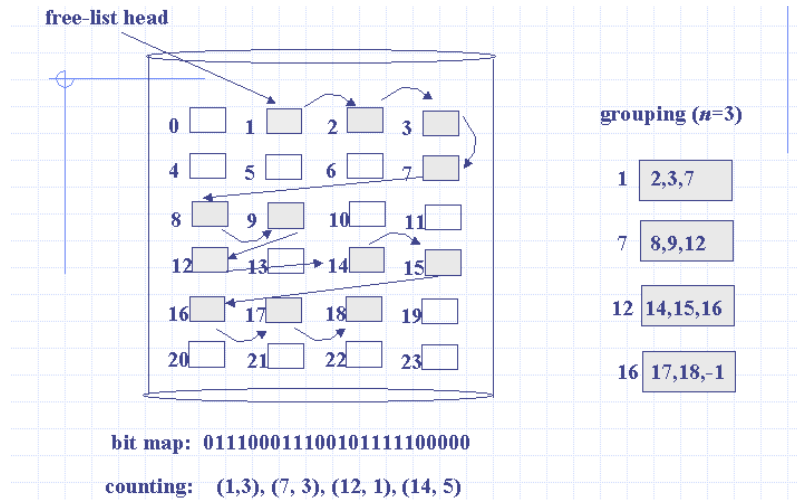 free-list head
0 1 2 3
4 5 6 7
8 9 10 11
12 13 14 15
16 17 18 19
20 21 22 23
grouping (n=3)
1 2,3,7
7 8,9,12
12 14,15,16
16 17,18,-1
bit map: 011100011100101111100000
counting: (1,3), (7, 3), (12, 1), (14, 5)